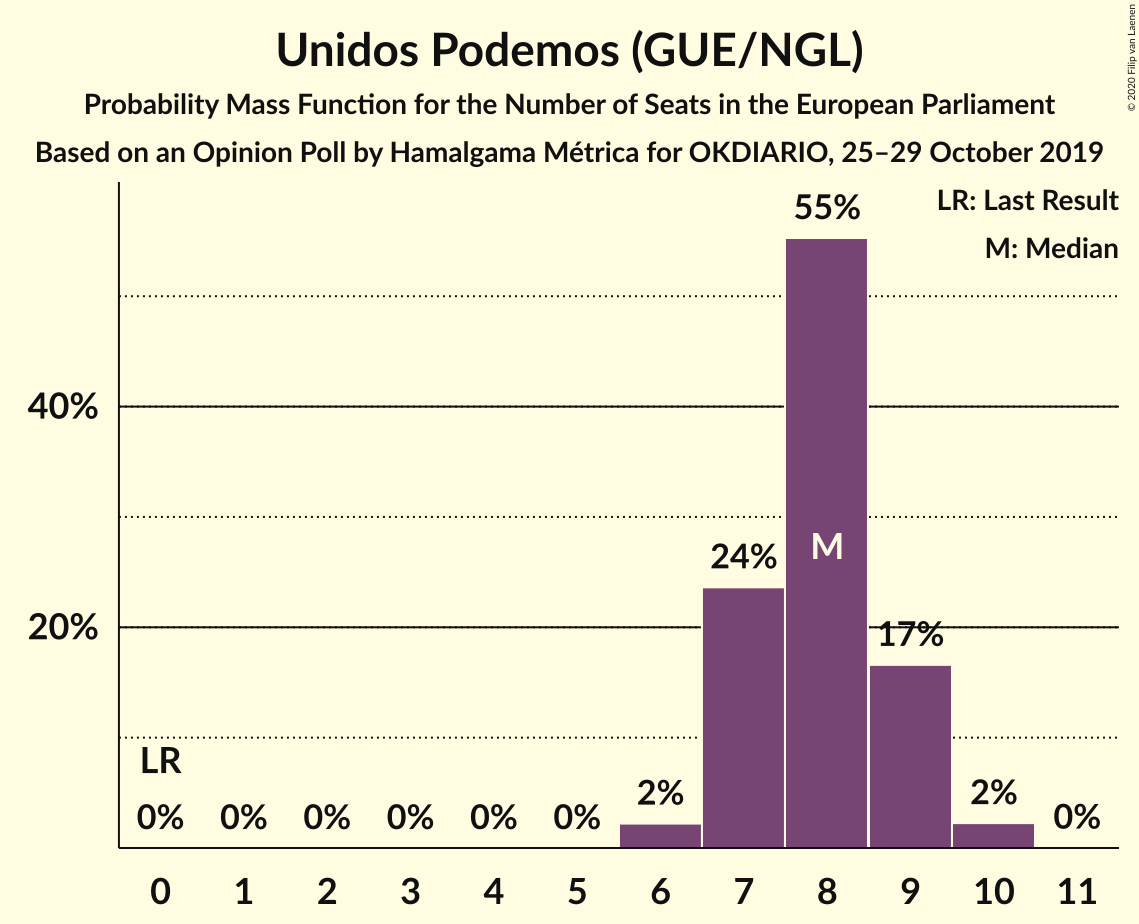 Unidos Podemos (GUE/NGL)
Probability Mass Function for the Number of Seats in the European Parliament
Based on an Opinion Poll by Hamalgama Métrica for OKDIARIO, 25–29 October 2019
© 2020 Filip van Laenen
LR: Last Result
M: Median
55%
40%
24%
M
20%
17%
LR
0%
0%
0%
0%
0%
0%
2%
2%
0%
0 1 2 3 4 5 6 7 8 9 10 11